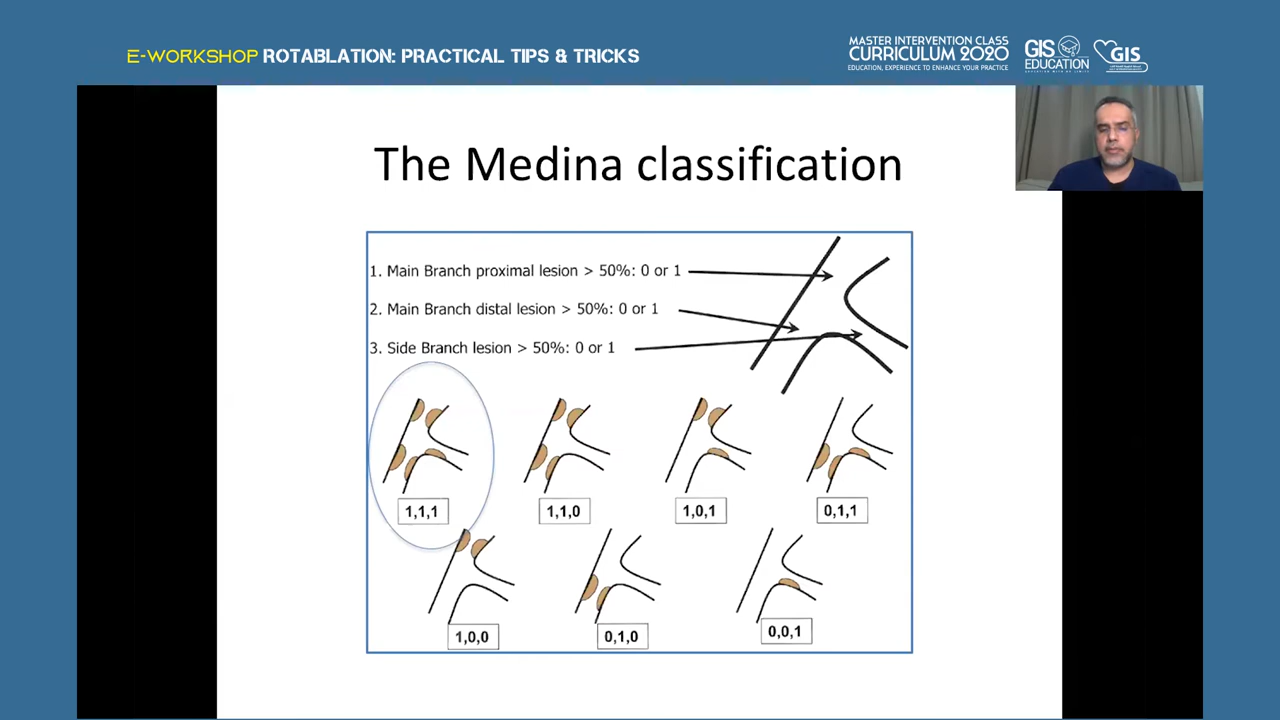 E-WORKSHOP ROTABLATION: PRACTICAL TIPS & TRICKS
MASTER INTERVENTION CLASS
CURRICULUM 2020
EDUCATION, EXPERIENCE TO ENHANCE YOUR PRACTICE
GIS
EDUCATION
GIS
The Medina classification
1. Main Branch proximal lesion > 50%: 0 or 1
2. Main Branch distal lesion > 50%: 0 or 1
3. Side Branch lesion > 50%: 0 or 1
1,1,1
1,1,0
1,0,1
0,1,1
1,0,0
0,1,0
0,0,1